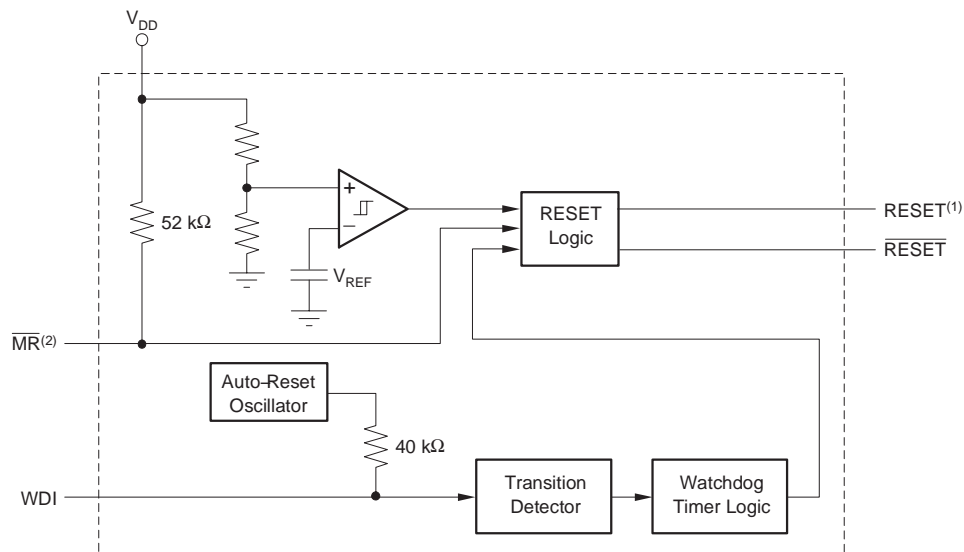 VDD
52 kΩ
+
–
VREF
RESET
Logic
RESET(1)
RESET
MR(2)
Auto–Reset
Oscillator
40 kΩ
WDI
Transition
Detector
Watchdog
Timer Logic